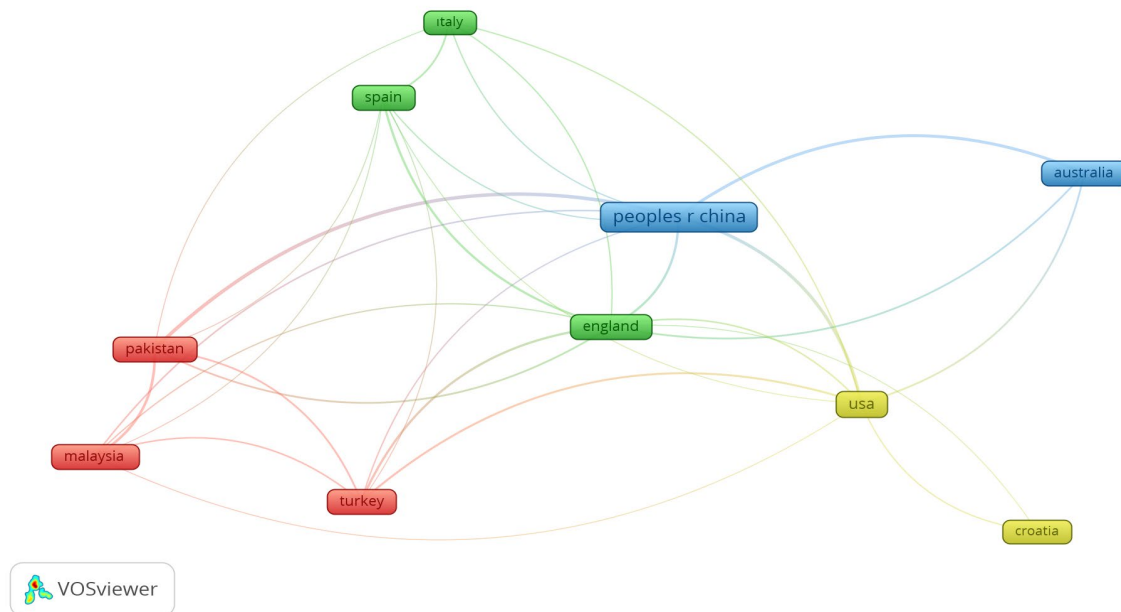 italy
spain
australia
peoples r china
england
pakistan
usa
malaysia
turkey
croatia
VOSviewer